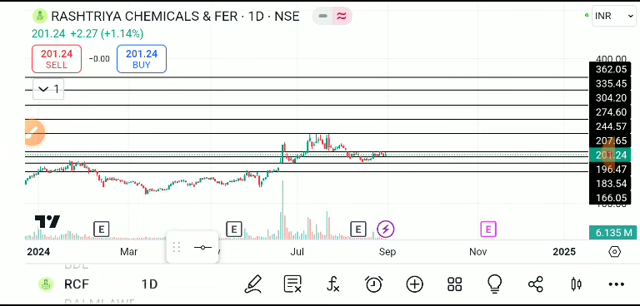 RASHTRIYA CHEMICALS & FER · 1D · NSE
INR
201.24 +2.27 (+1.14%)
201.24 SELL
-0.00
201.24 BUY
1
400.00
362.05
335.45
304.20
274.60
244.57
207.65
201.24
196.47
183.54
166.05
6.135 M
E
E
E
E
2024
Mar
Jul
Sep
Nov
2025
RCF
1D